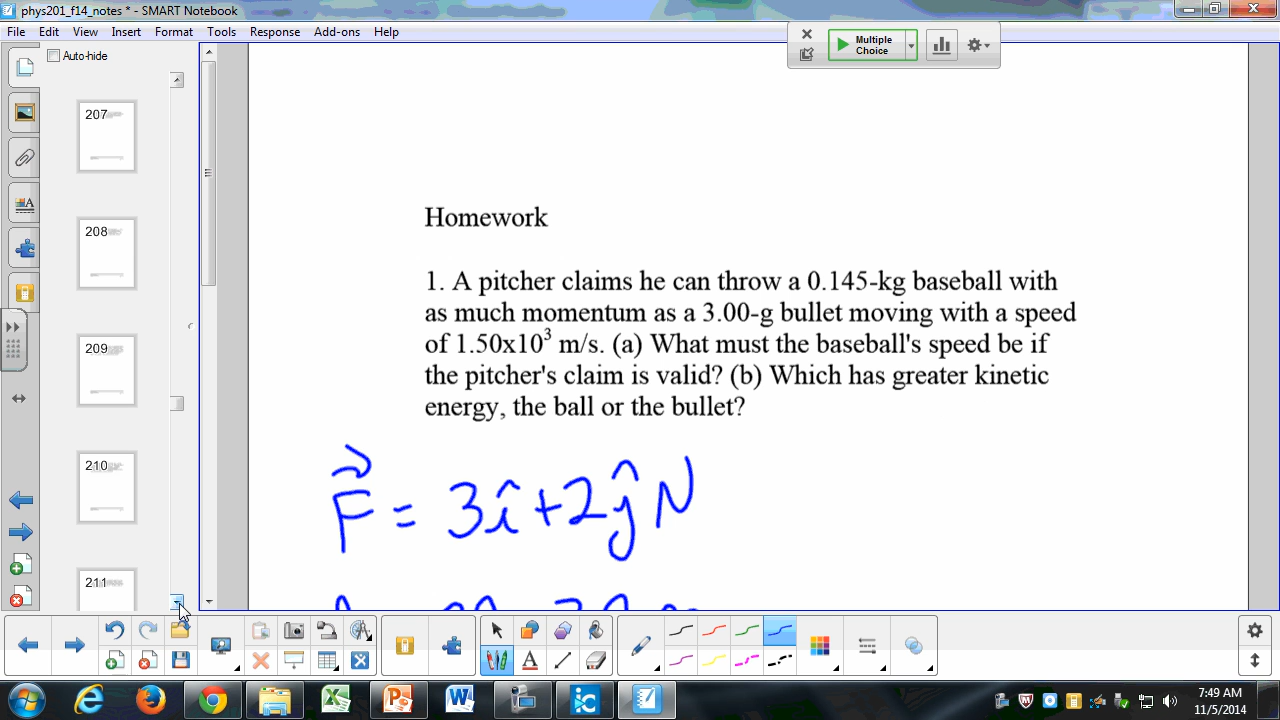 phys201_f14_notes * - SMART Notebook
File Edit View Insert Format Tools Response Add-ons Help
Multiple
Choice
Auto-hide
207
208
209
210
211
Homework
1. A pitcher claims he can throw a 0.145-kg baseball with
as much momentum as a 3.00-g bullet moving with a speed
of 1.50x10³ m/s. (a) What must the baseball's speed be if
the pitcher's claim is valid? (b) Which has greater kinetic
energy, the ball or the bullet?
F⃗ = 3î+2ĵ N
7:49 AM
11/5/2014